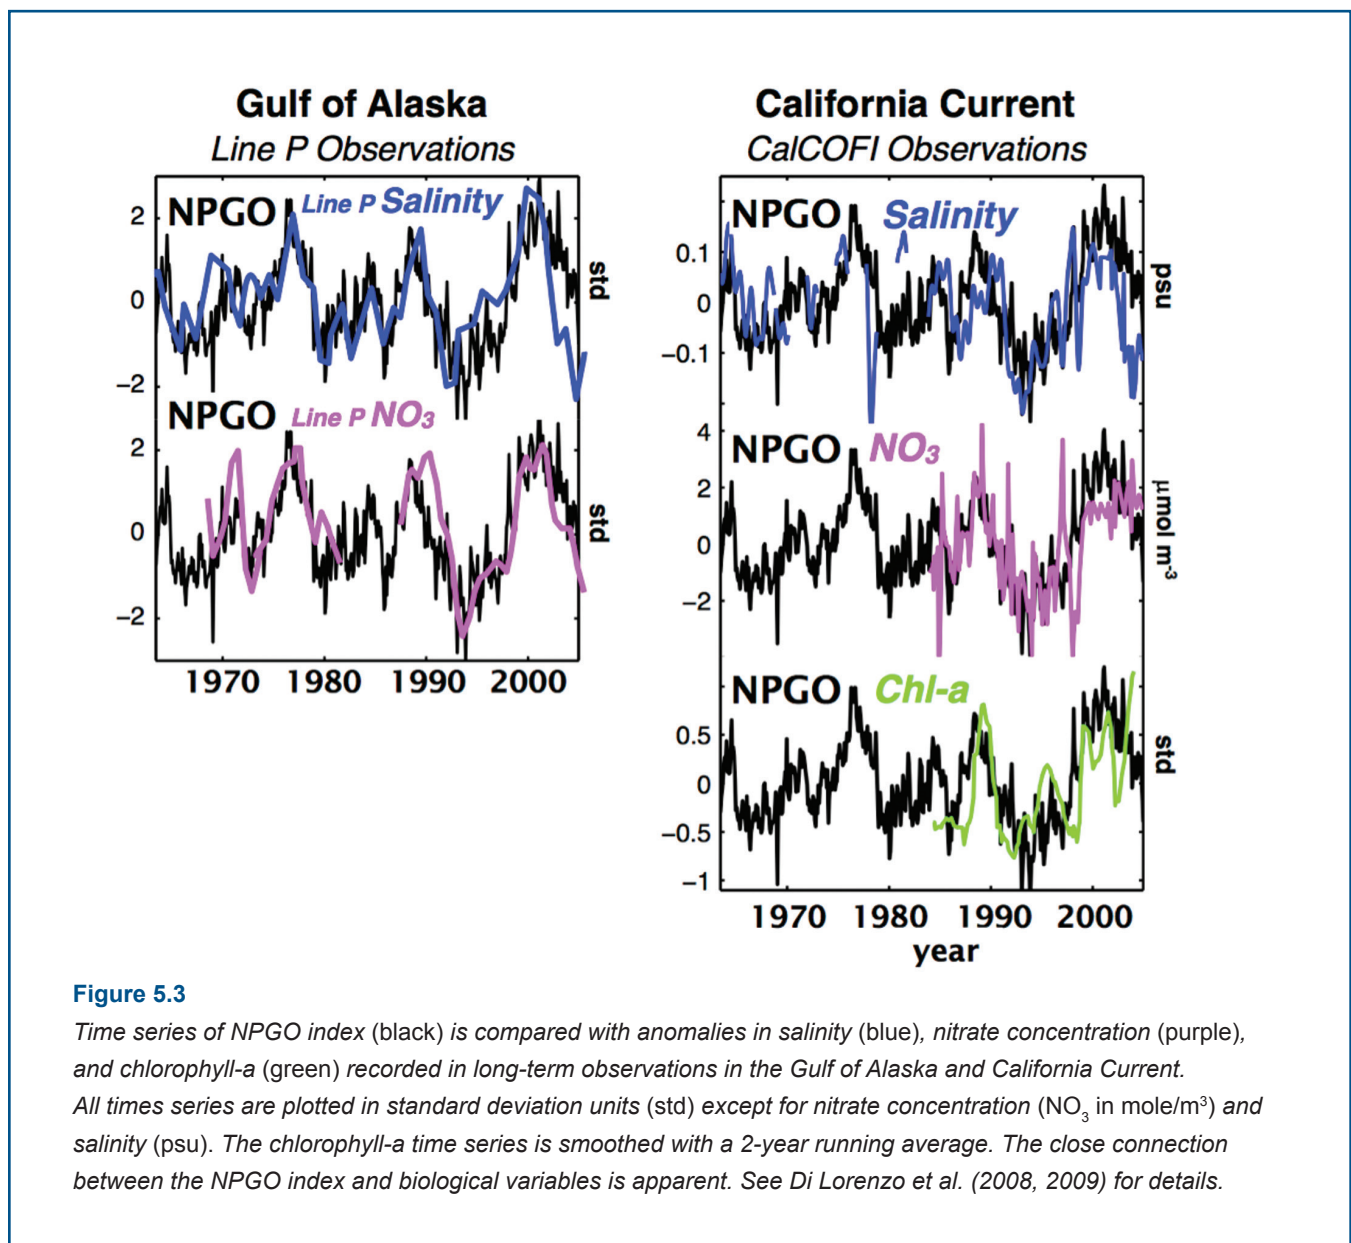 Gulf of Alaska
Line P Observations
NPGO Line P Salinity
2
0
−2
std
NPGO Line P NO3
2
0
−2
std
1970 1980 1990 2000
California Current
CalCOFI Observations
NPGO Salinity
0.1
0
−0.1
psu
NPGO NO3
4
2
0
−2
µmol m-3
NPGO Chl-a
0.5
0
−0.5
−1
std
1970 1980 1990 2000
year
Figure 5.3
Time series of NPGO index (black) is compared with anomalies in salinity (blue), nitrate concentration (purple),
and chlorophyll-a (green) recorded in long-term observations in the Gulf of Alaska and California Current.
All times series are plotted in standard deviation units (std) except for nitrate concentration (NO3 in mole/m³) and
salinity (psu). The chlorophyll-a time series is smoothed with a 2-year running average. The close connection
between the NPGO index and biological variables is apparent. See Di Lorenzo et al. (2008, 2009) for details.